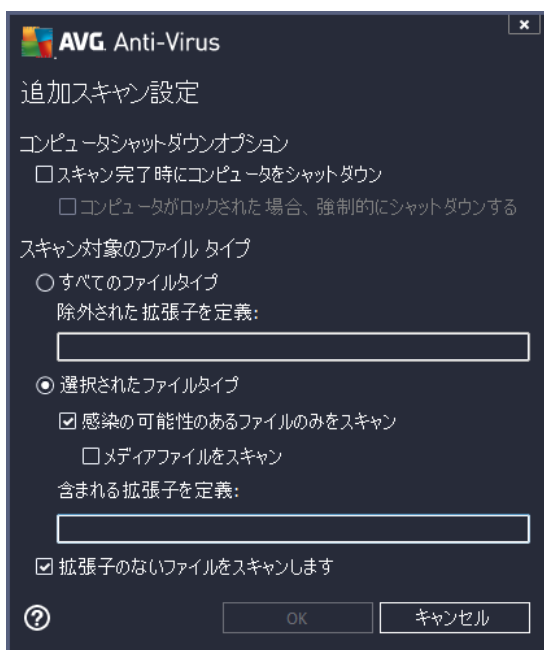 AVG. Anti-Virus
追加スキャン設定
コンピュータシャットダウンオプション
スキャン完了時にコンピュータをシャットダウン
コンピュータがロックされた場合、強制的にシャットダウンする
スキャン対象のファイル タイプ
すべてのファイルタイプ
除外された拡張子を定義:
選択されたファイルタイプ
感染の可能性のあるファイルのみをスキャン
メディアファイルをスキャン
含まれる拡張子を定義:
拡張子のないファイルをスキャンします
? OK キャンセル